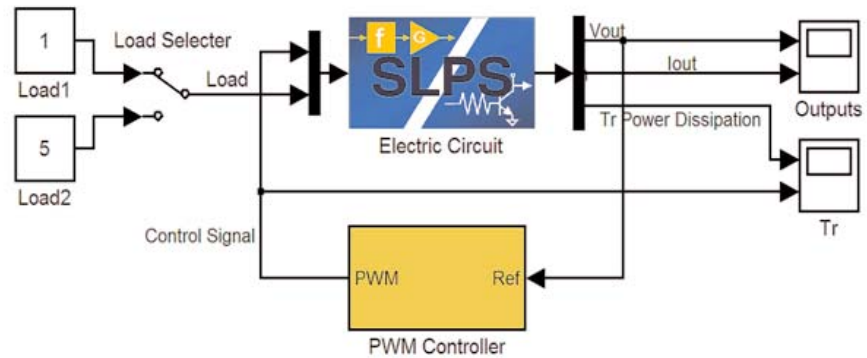 1
Load1
Load Selecter
Load
5
Load2
f
G
SLPS
Electric Circuit
Vout
Iout
Tr Power Dissipation
Outputs
Tr
Control Signal
PWM
Ref
PWM Controller